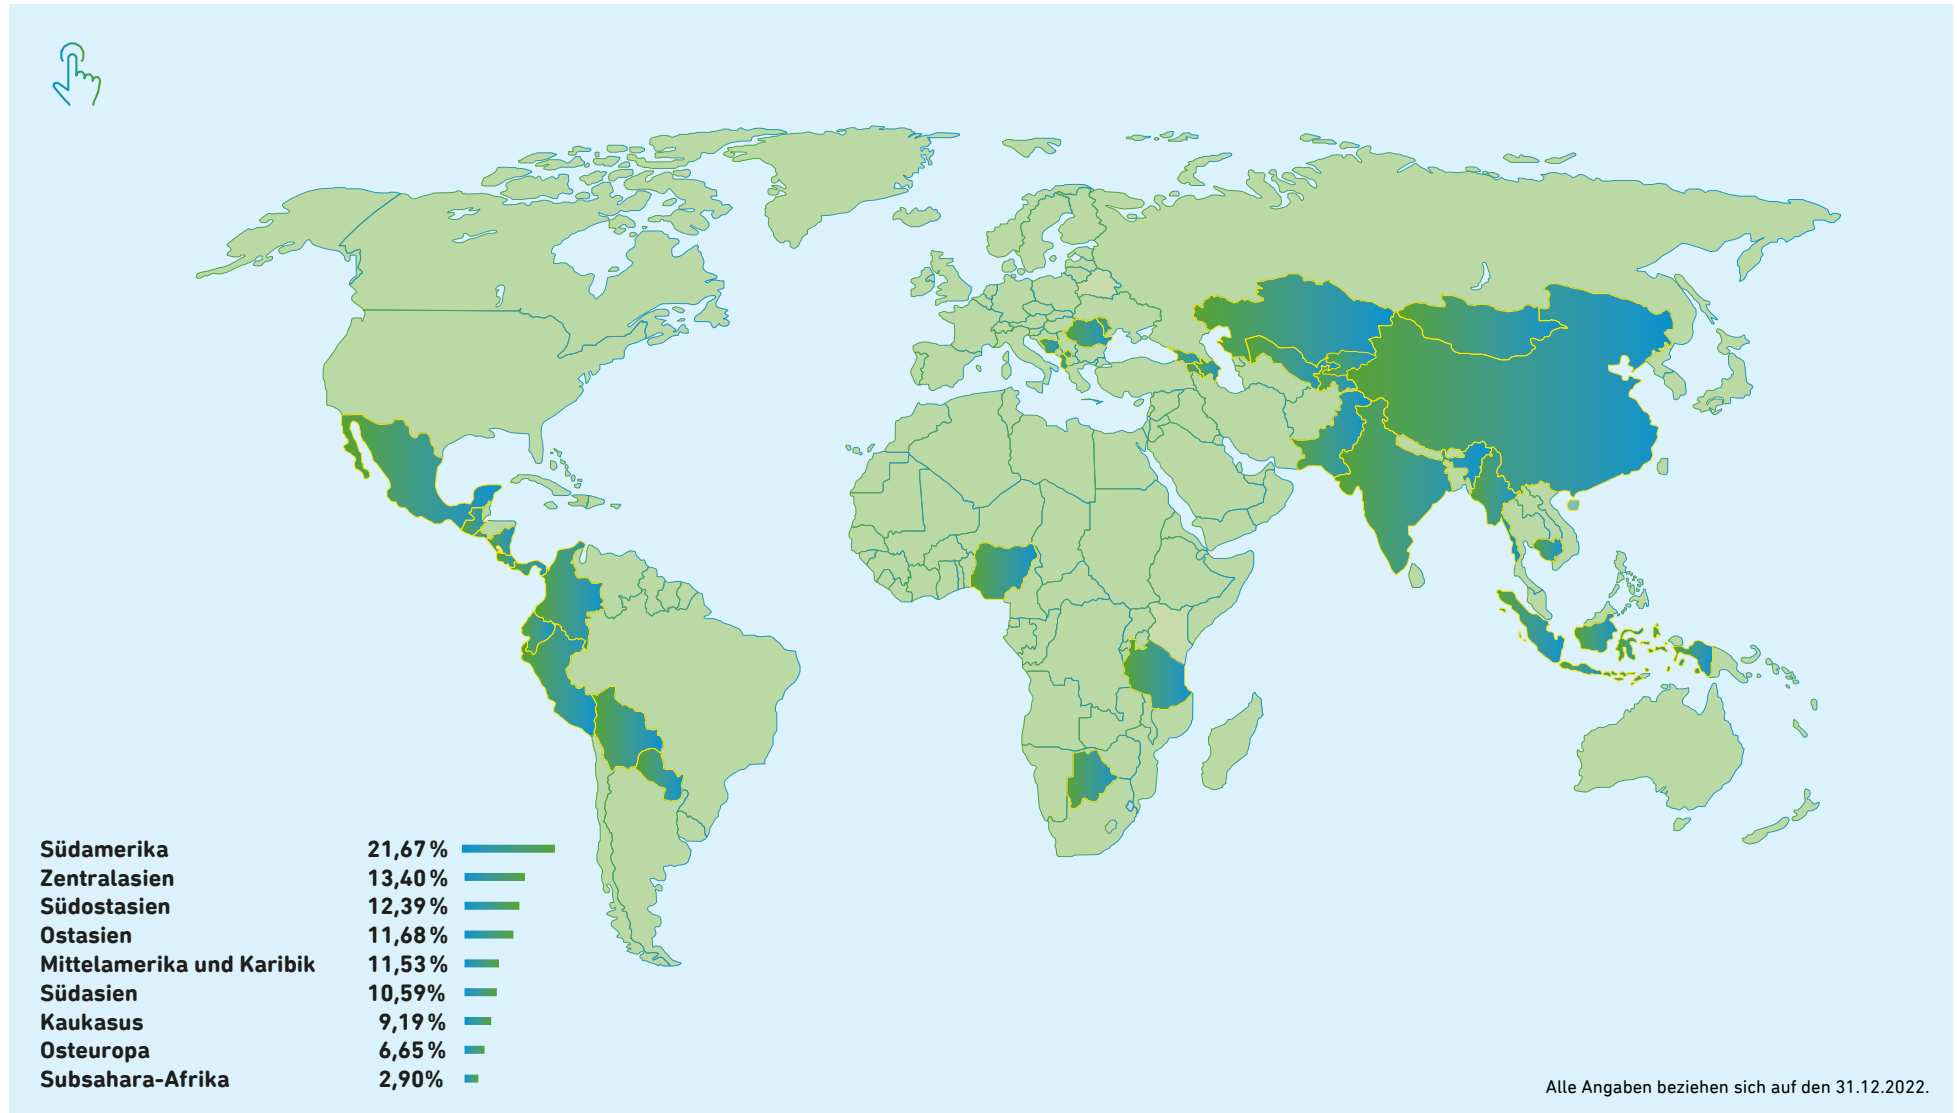 Südamerika 21,67 %
Zentralasien 13,40 %
Südostasien 12,39 %
Ostasien 11,68 %
Mittelamerika und Karibik 11,53 %
Südasien 10,59%
Kaukasus 9,19 %
Osteuropa 6,65 %
Subsahara-Afrika 2,90%
Alle Angaben beziehen sich auf den 31.12.2022.